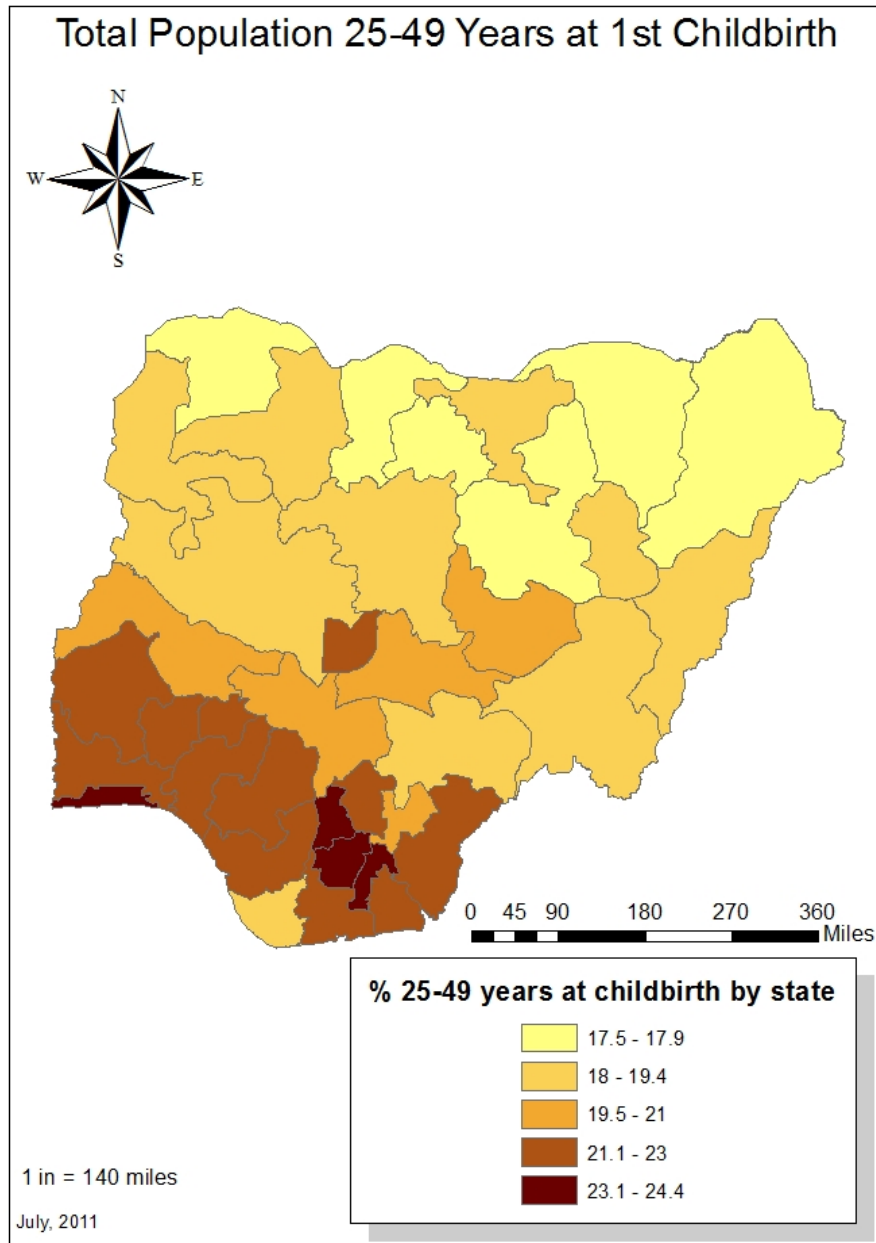 Total Population 25-49 Years at 1st Childbirth
N
W E
S
0 45 90 180 270 360
Miles
% 25-49 years at childbirth by state
17.5 - 17.9
18 - 19.4
19.5 - 21
21.1 - 23
23.1 - 24.4
1 in = 140 miles
July, 2011